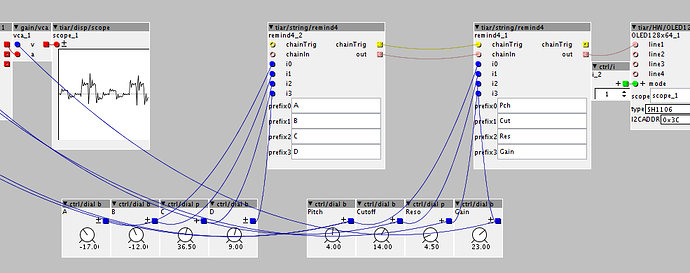 1
gain/vca
vca_1
v
a
tiar/disp/scope
scope_1
tiar/string/remind4
remind4_2
chainTrig chainTrig
chainIn out
i0
i1
i2
i3
prefix0 A
prefix1 B
prefix2 C
prefix3 D
tiar/string/remind4
remind4_1
chainTrig chainTrig
chainIn out
i0
i1
i2
i3
prefix0 Pch
prefix1 Cut
prefix2 Res
prefix3 Gain
tiar/HW/OLED12
OLED128x64_1
line1
line2
line3
line4
mode
scope scope_1
type SH1106
I2CADDR 0x3C
ctrl/i
i_2
1
ctrl/dial b
A
-17.00
ctrl/dial b
B
-12.00
ctrl/dial b
C
36.50
ctrl/dial b
D
9.00
ctrl/dial b
Pitch
4.00
ctrl/dial p
Cutoff
14.00
ctrl/dial p
Reso
4.50
ctrl/dial b
Gain
23.00